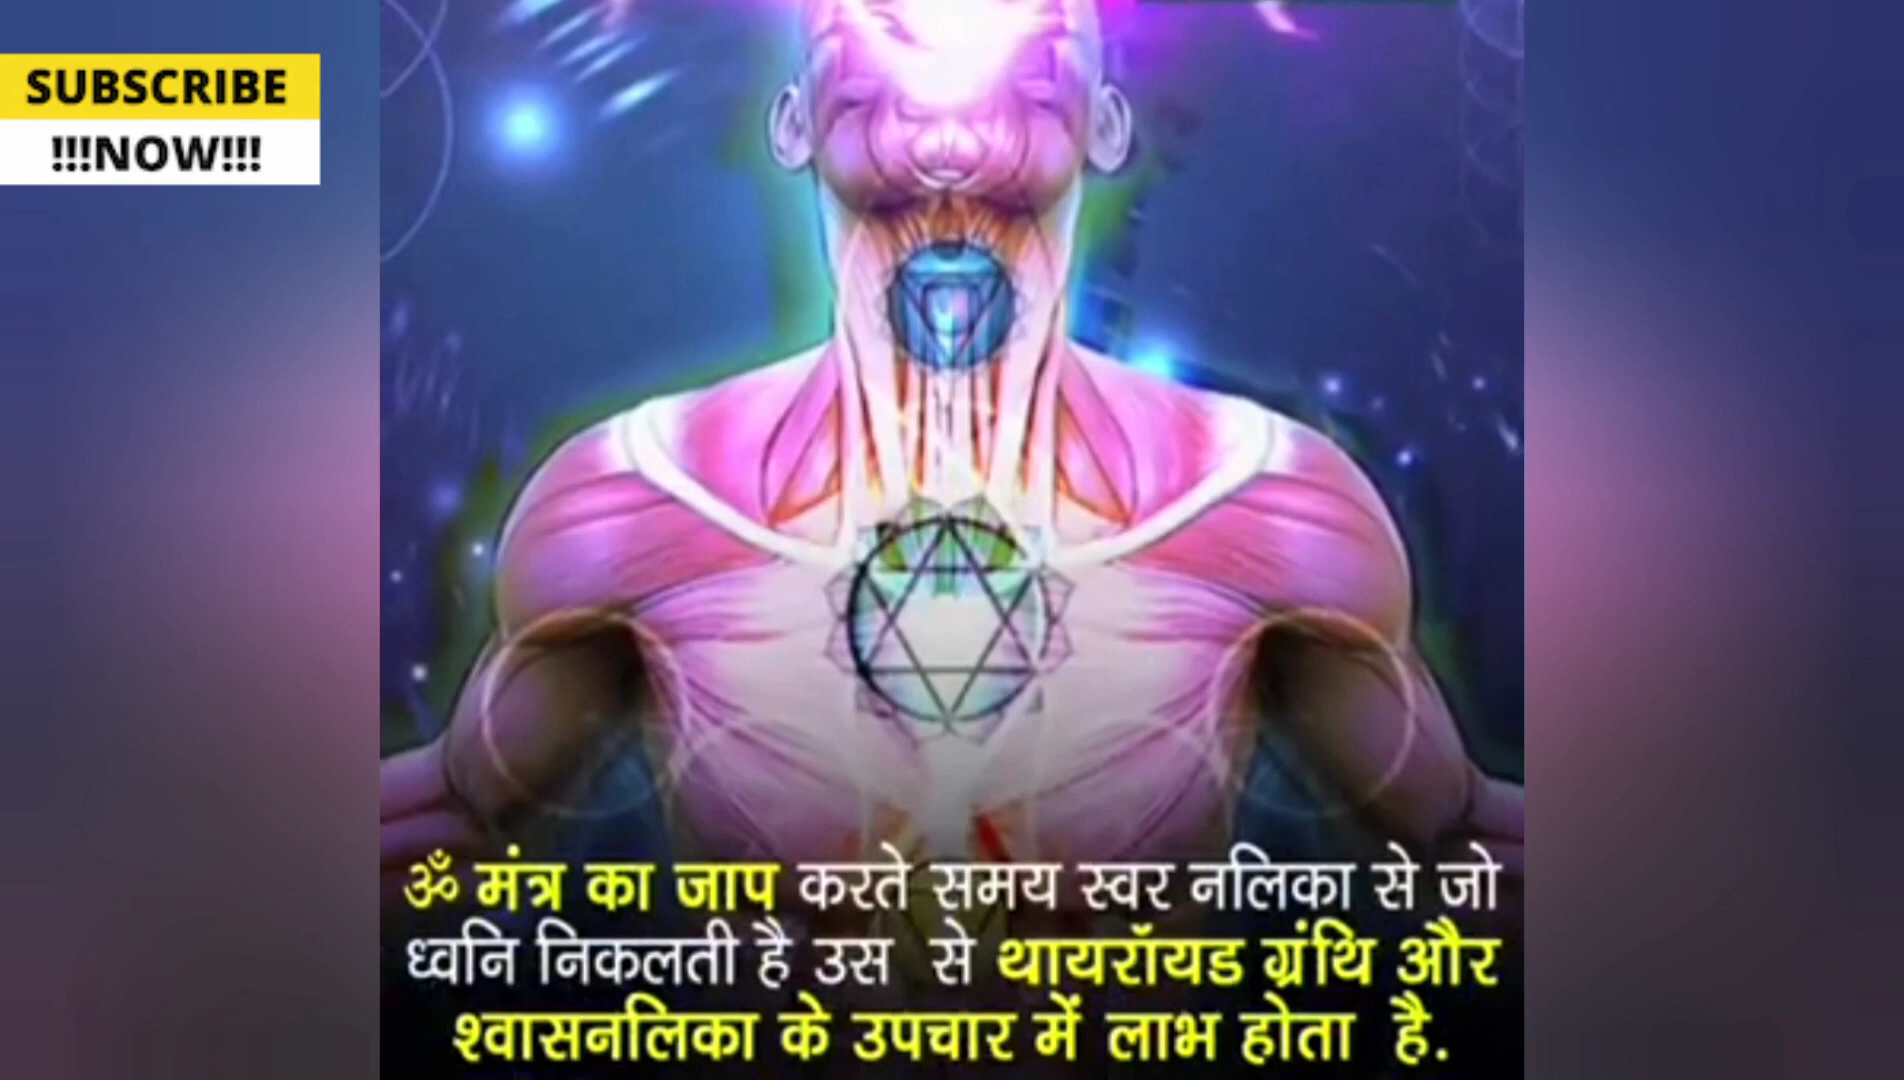 SUBSCRIBE
!!!NOW!!!
ॐ मंत्र का जाप करते समय स्वर नलिका से जो
ध्वनि निकलती है उस से थायरॉयड ग्रंथि और
श्वासनलिका के उपचार में लाभ होता है.